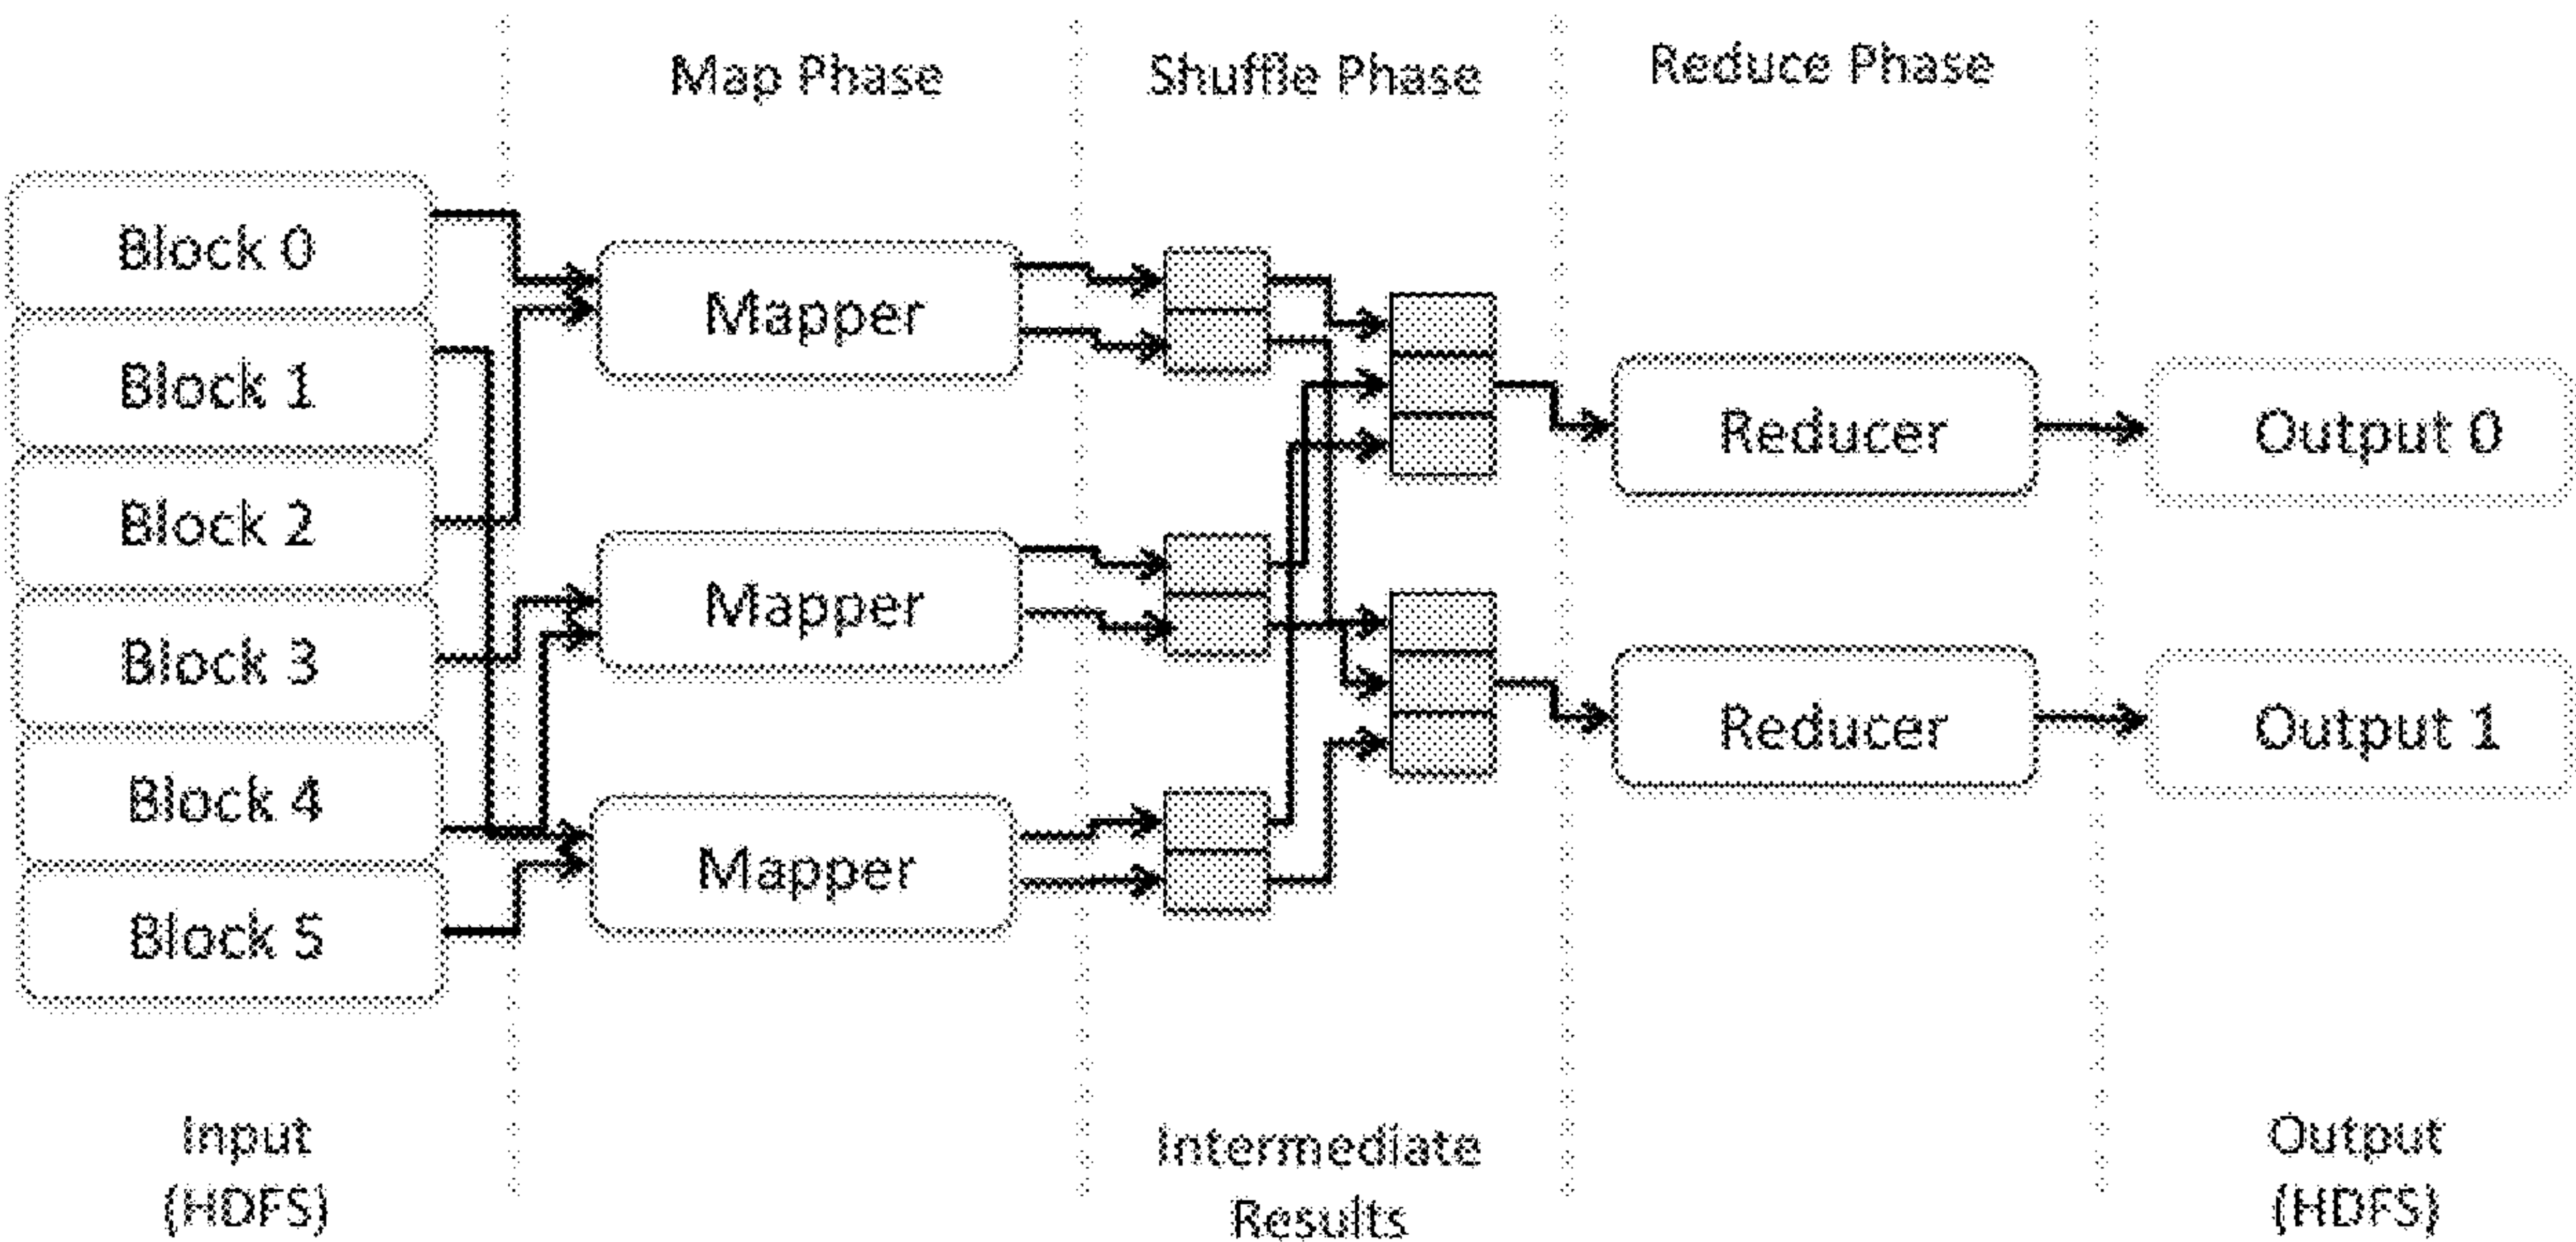 Map Phase
Shuffle Phase
Reduce Phase
Block 0
Block 1
Block 2
Block 3
Block 4
Block 5
Mapper
Mapper
Mapper
Reducer
Reducer
Output 0
Output 1
Input
(HDFS)
Intermediate
Results
Output
(HDFS)